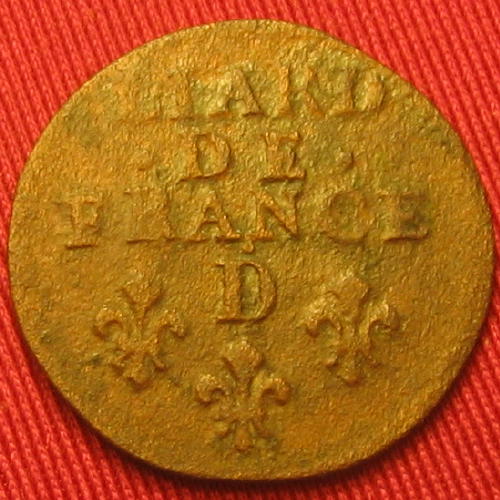 LIARD
· DE ·
FRANCE
D